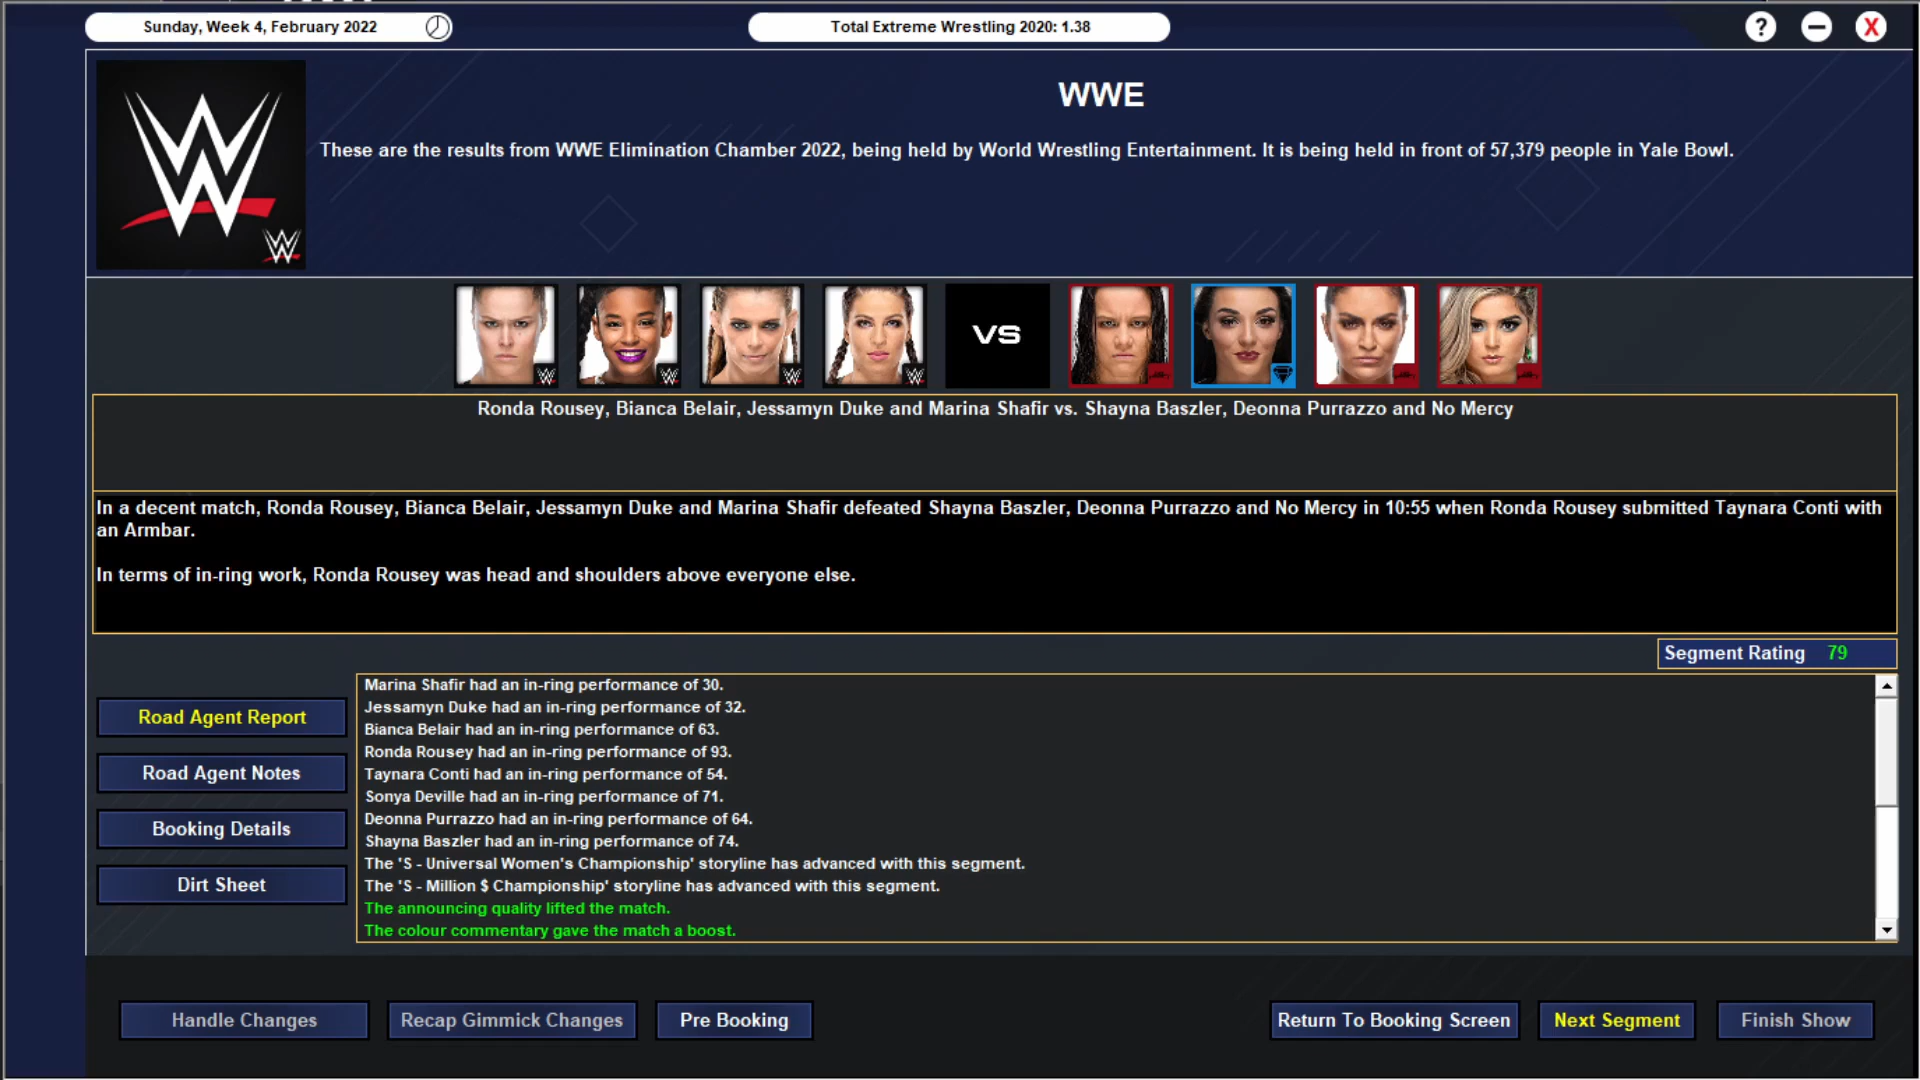 Sunday, Week 4, February 2022
Total Extreme Wrestling 2020: 1.38
?
X
WWE
These are the results from WWE Elimination Chamber 2022, being held by World Wrestling Entertainment. It is being held in front of 57,379 people in Yale Bowl.
VS
Ronda Rousey, Bianca Belair, Jessamyn Duke and Marina Shafir vs. Shayna Baszler, Deonna Purrazzo and No Mercy
In a decent match, Ronda Rousey, Bianca Belair, Jessamyn Duke and Marina Shafir defeated Shayna Baszler, Deonna Purrazzo and No Mercy in 10:55 when Ronda Rousey submitted Taynara Conti with
an Armbar.
In terms of in-ring work, Ronda Rousey was head and shoulders above everyone else.
Segment Rating 79
Road Agent Report
Road Agent Notes
Booking Details
Dirt Sheet
Marina Shafir had an in-ring performance of 30.
Jessamyn Duke had an in-ring performance of 32.
Bianca Belair had an in-ring performance of 63.
Ronda Rousey had an in-ring performance of 93.
Taynara Conti had an in-ring performance of 54.
Sonya Deville had an in-ring performance of 71.
Deonna Purrazzo had an in-ring performance of 64.
Shayna Baszler had an in-ring performance of 74.
The 'S - Universal Women's Championship' storyline has advanced with this segment.
The 'S - Million $ Championship' storyline has advanced with this segment.
The announcing quality lifted the match.
The colour commentary gave the match a boost.
Handle Changes
Recap Gimmick Changes
Pre Booking
Return To Booking Screen
Next Segment
Finish Show